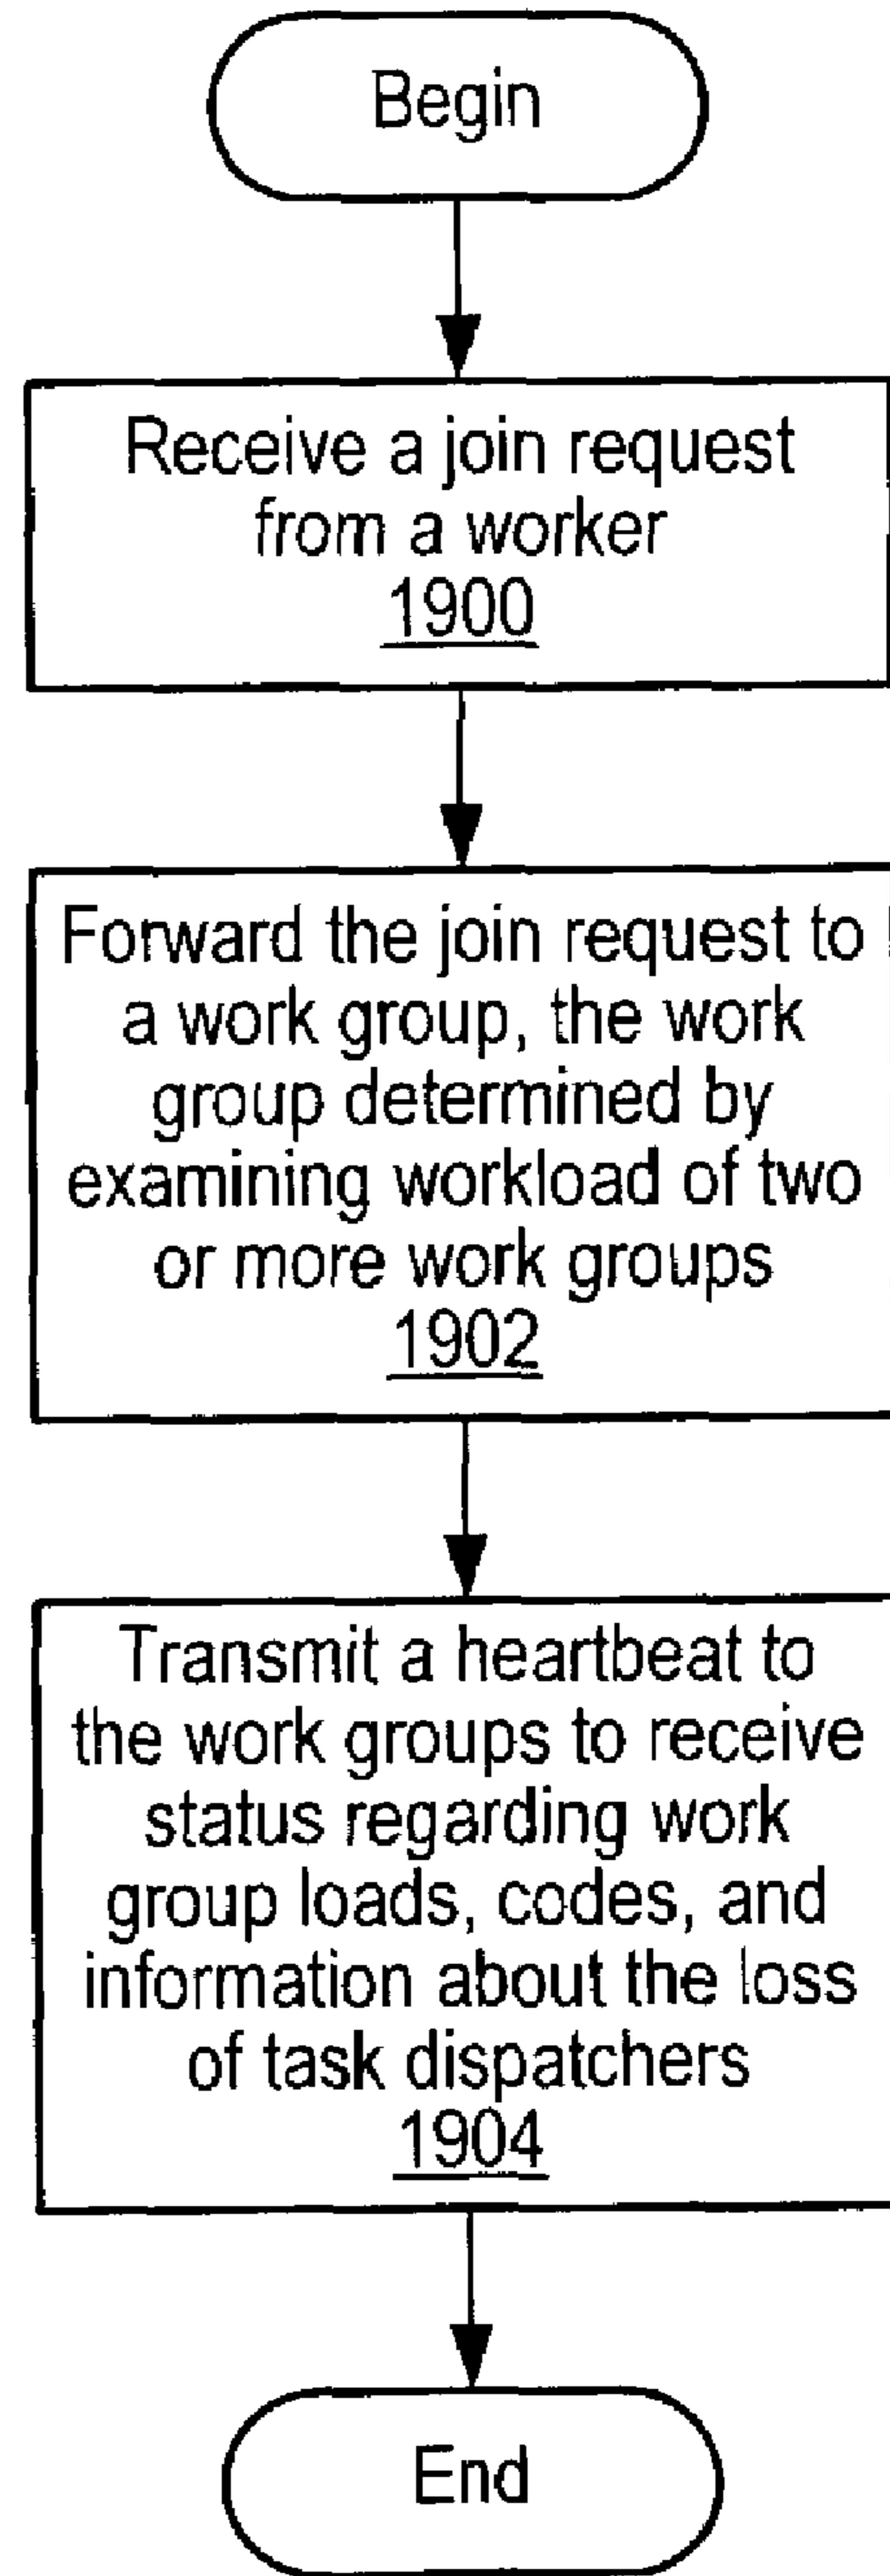 Begin
Receive a join request
from a worker
1900
Forward the join request to
a work group, the work
group determined by
examining workload of two
or more work groups
1902
Transmit a heartbeat to
the work groups to receive
status regarding work
group loads, codes, and
information about the loss
of task dispatchers
1904
End